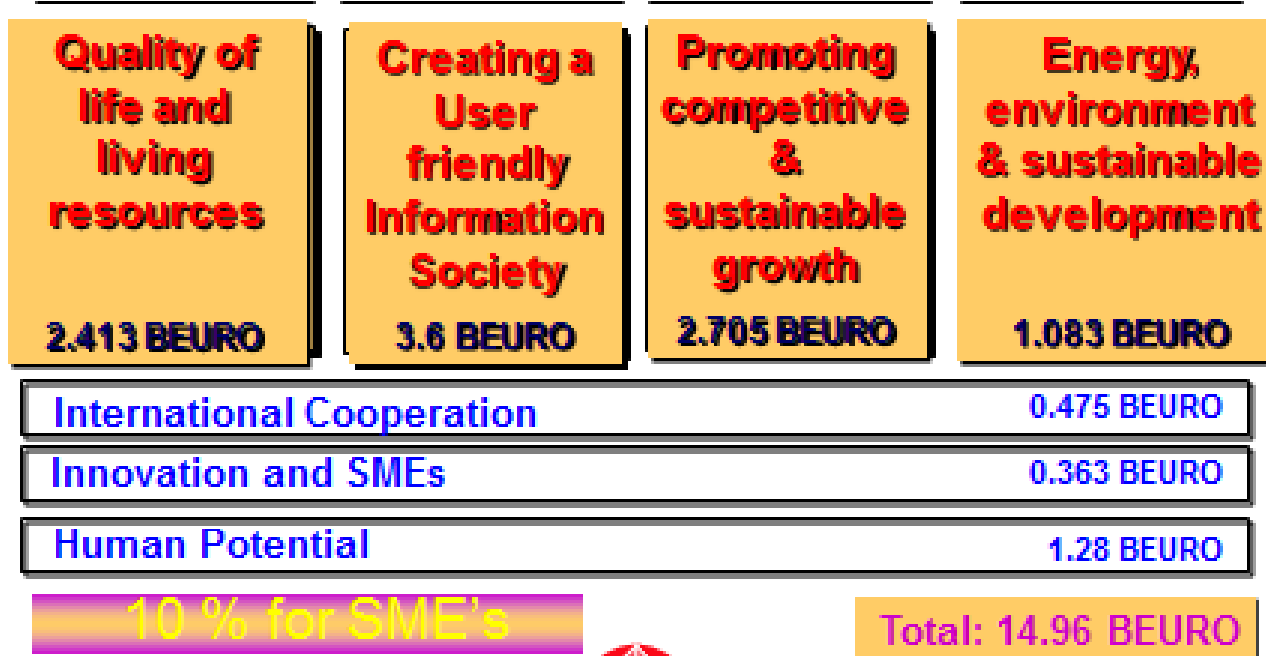 Quality of
life and
living
resources
2.413 BEURO
Creating a
User
friendly
Information
Society
3.6 BEURO
Promoting
competitive
&
sustainable
growth
2.705 BEURO
Energy,
environment
& sustainable
development
1.083 BEURO
International Cooperation 0.475 BEURO
Innovation and SMEs 0.363 BEURO
Human Potential 1.28 BEURO
10 % for SME's
Total: 14.96 BEURO